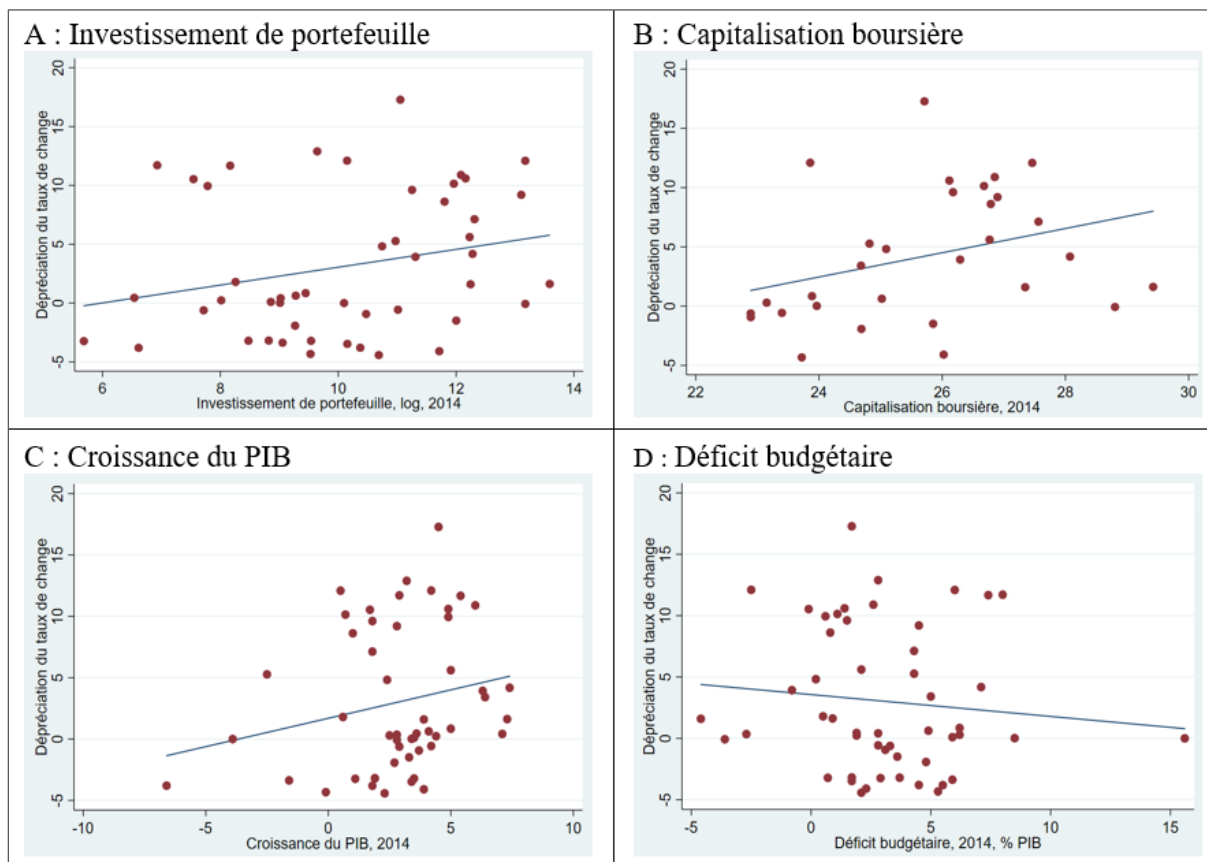 A : Investissement de portefeuille
Dépréciation du taux de change
20
15
10
5
0
-5
6 8 10 12 14
Investissement de portefeuille, log, 2014
B : Capitalisation boursière
Dépréciation du taux de change
20
15
10
5
0
-5
22 24 26 28 30
Capitalisation boursière, 2014
C : Croissance du PIB
Dépréciation du taux de change
20
15
10
5
0
-5
-10 -5 0 5 10
Croissance du PIB, 2014
D : Déficit budgétaire
Dépréciation du taux de change
20
15
10
5
0
-5
-5 0 5 10 15
Déficit budgétaire, 2014, % PIB